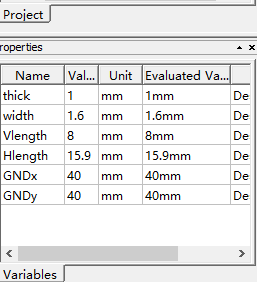 Project
roperties
Name Val... Unit Evaluated Va...
thick 1 mm 1mm De
width 1.6 mm 1.6mm De
Vlength 8 mm 8mm De
Hlength 15.9 mm 15.9mm De
GNDx 40 mm 40mm De
GNDy 40 mm 40mm De
Variables